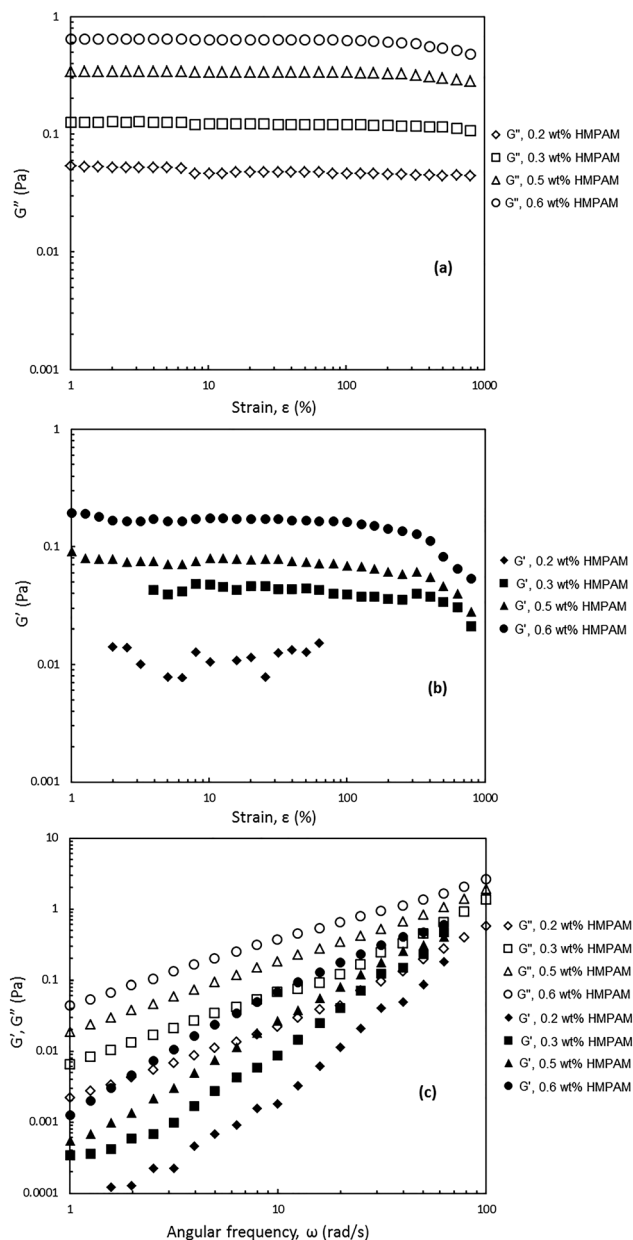 1
0.1
0.01
0.001
G" (Pa)
1
10
100
1000
Strain, ε (%)
(a)
G", 0.2 wt% HMPAM
G", 0.3 wt% HMPAM
G", 0.5 wt% HMPAM
G", 0.6 wt% HMPAM
1
0.1
0.01
0.001
G' (Pa)
1
10
100
1000
Strain, ε (%)
(b)
G', 0.2 wt% HMPAM
G', 0.3 wt% HMPAM
G', 0.5 wt% HMPAM
G', 0.6 wt% HMPAM
10
1
0.1
0.01
0.001
0.0001
G', G" (Pa)
1
10
100
Angular frequency, ω (rad/s)
(c)
G", 0.2 wt% HMPAM
G", 0.3 wt% HMPAM
G", 0.5 wt% HMPAM
G", 0.6 wt% HMPAM
G', 0.2 wt% HMPAM
G', 0.3 wt% HMPAM
G', 0.5 wt% HMPAM
G', 0.6 wt% HMPAM